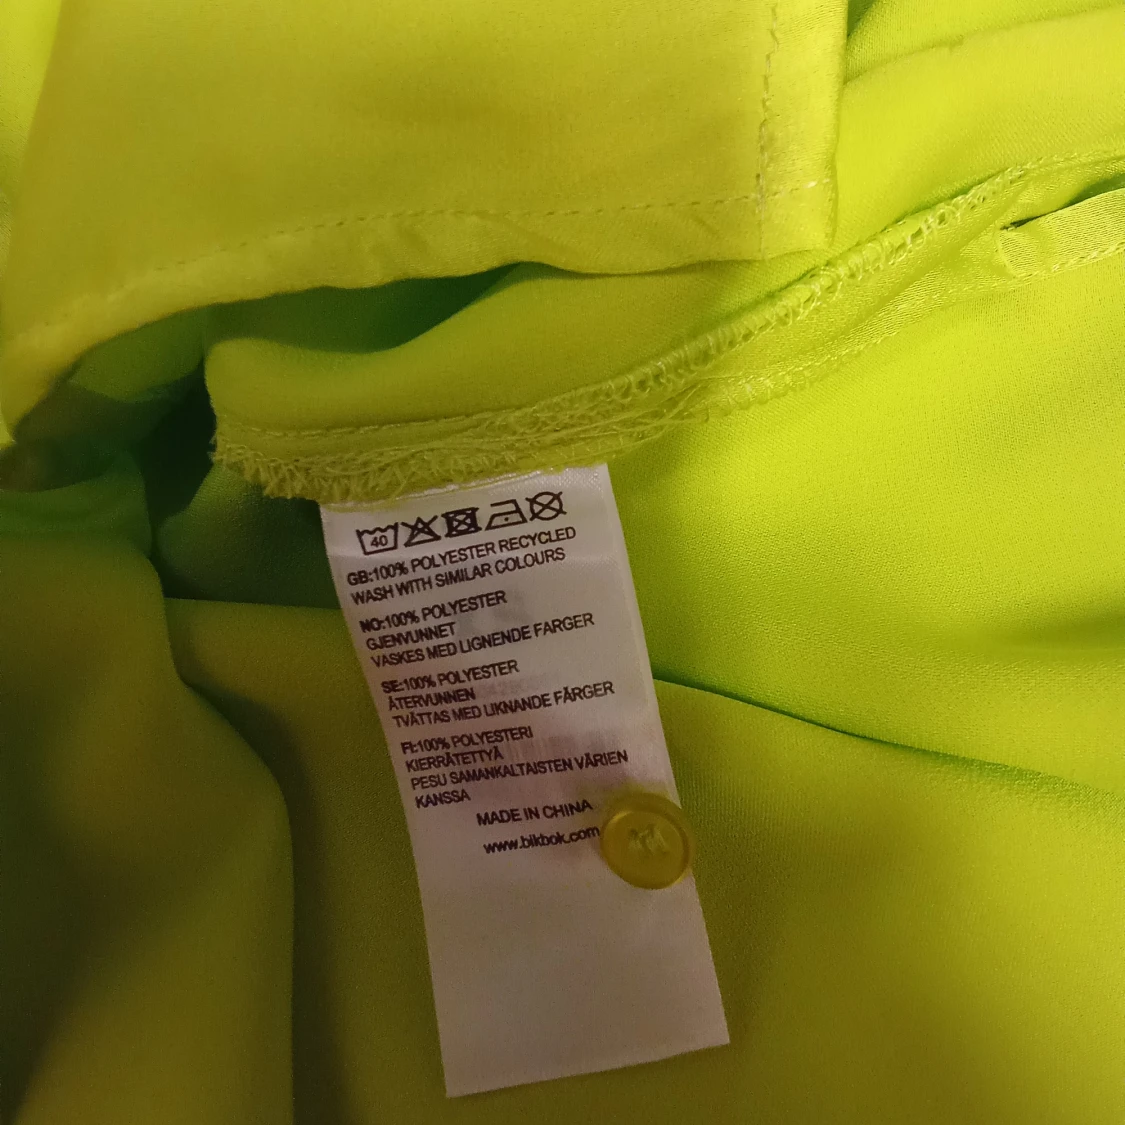 40
GB:100% POLYESTER RECYCLED
WASH WITH SIMILAR COLOURS
NO:100% POLYESTER
GJENVUNNET
VASKES MED LIGNENDE FARGER
SE:100% POLYESTER
ÅTERVUNNEN
TVÄTTAS MED LIKNANDE FÄRGER
FI:100% POLYESTERI
KIERRÄTETTYÄ
PESU SAMANKALTAISTEN VÄRIEN
KANSSA
MADE IN CHINA
www.bikbok.com